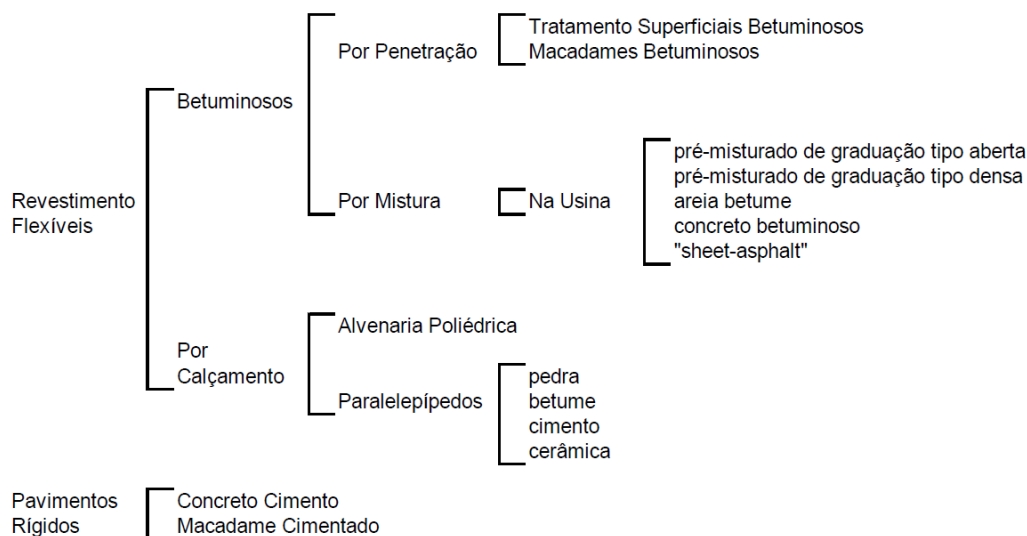 Tratamento Superficiais Betuminosos
Por Penetração
Macadames Betuminosos
Betuminosos
pré-misturado de graduação tipo aberta
pré-misturado de graduação tipo densa
Revestimento
Por Mistura
Na Usina
areia betume
Flexíveis
concreto betuminoso
"sheet-asphalt"
Alvenaria Poliédrica
Por
Calçamento
pedra
Paralelepípedos
betume
cimento
cerâmica
Pavimentos
Concreto Cimento
Rígidos
Macadame Cimentado